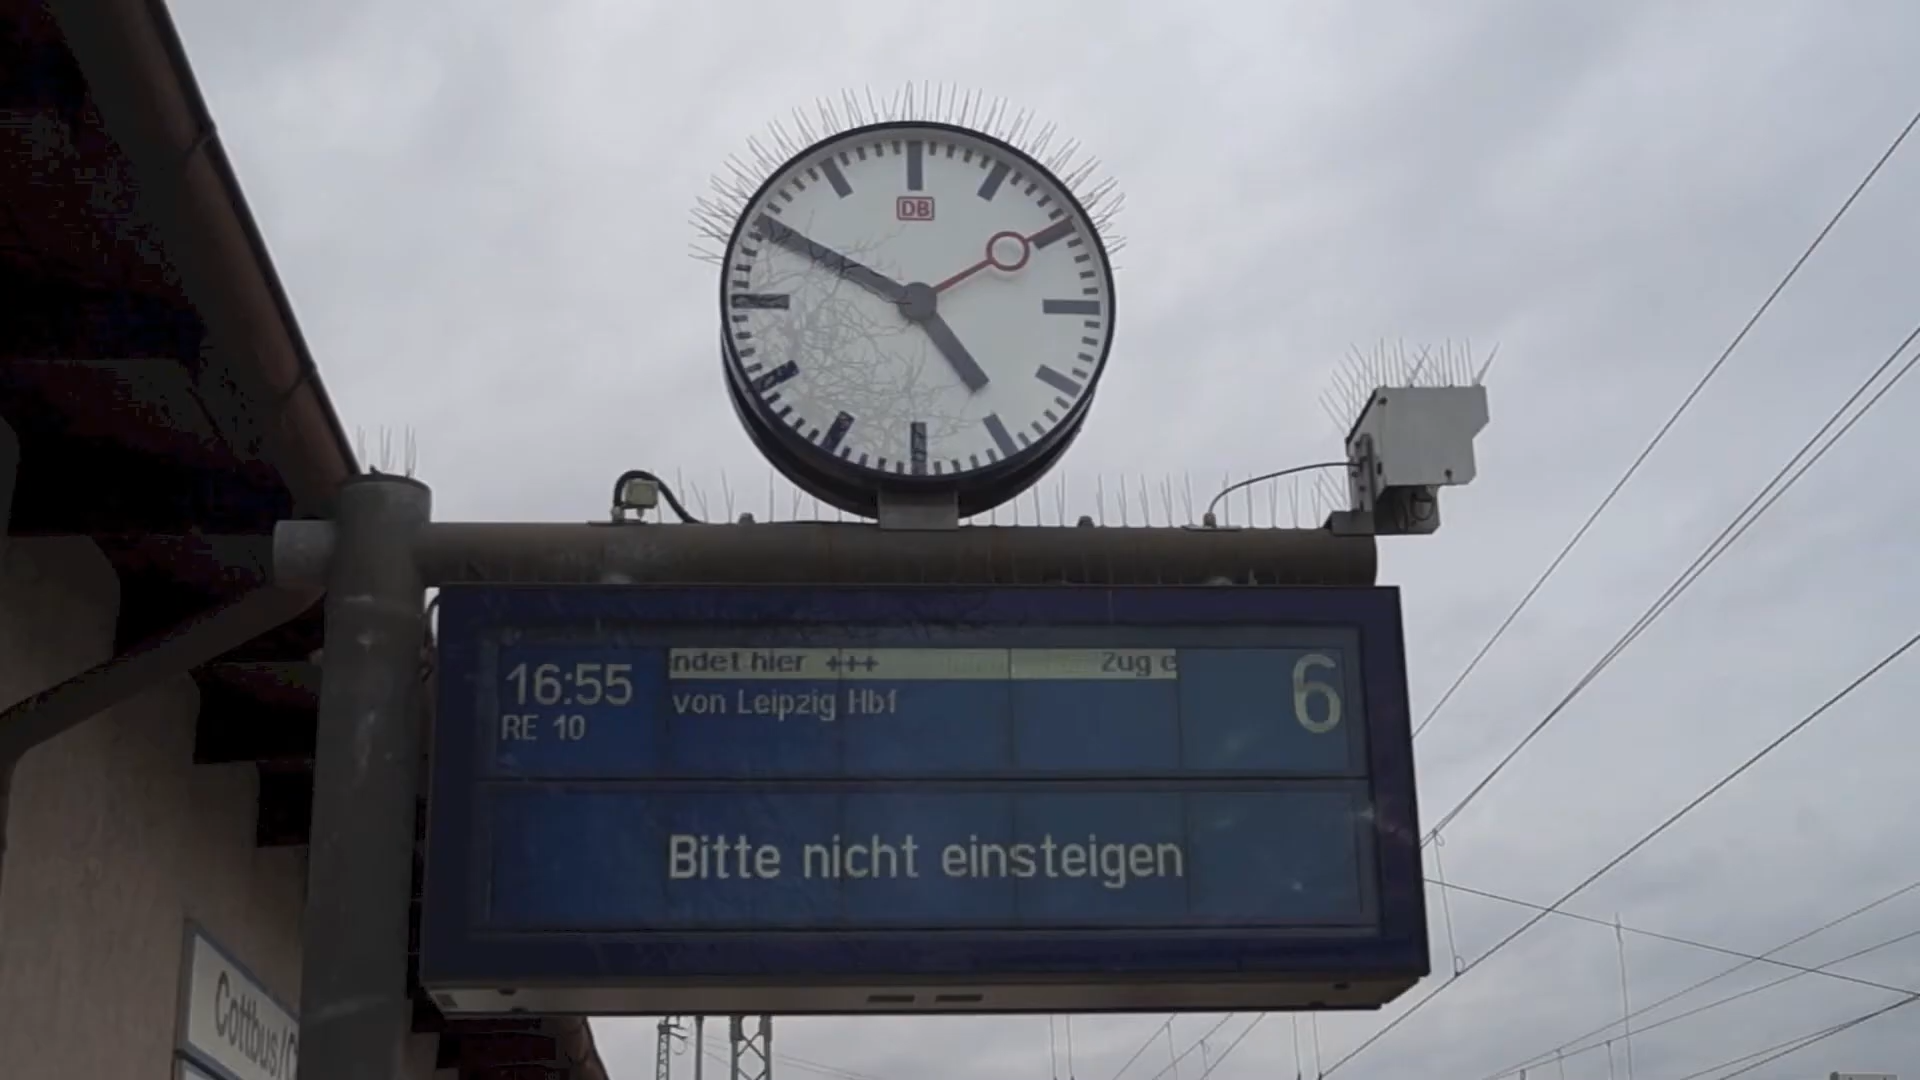 DB
16:55
ndet hier +++ Zug e
6
von Leipzig Hbf
RE 10
Bitte nicht einsteigen
Cottbus/C